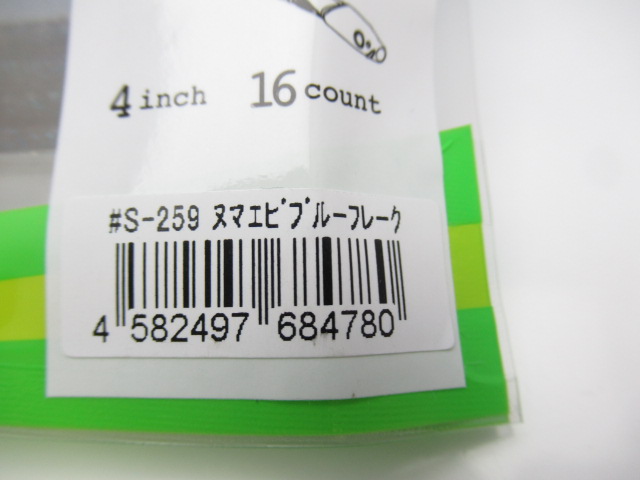 4 inch 16 count
#S-259 ヌマエビブルーフレーク
4 582497 684780